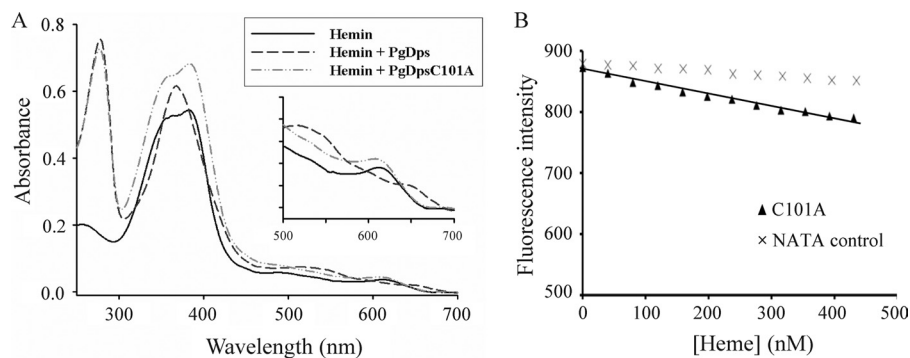 A
Absorbance
0.8
0.6
0.4
0.2
0.0
300
400
500
600
700
Wavelength (nm)
Hemin
Hemin + PgDps
Hemin + PgDpsC101A
500
600
700
B
Fluorescence intensity
900
800
700
600
500
0
100
200
300
400
500
[Heme] (nM)
C101A
NATA control